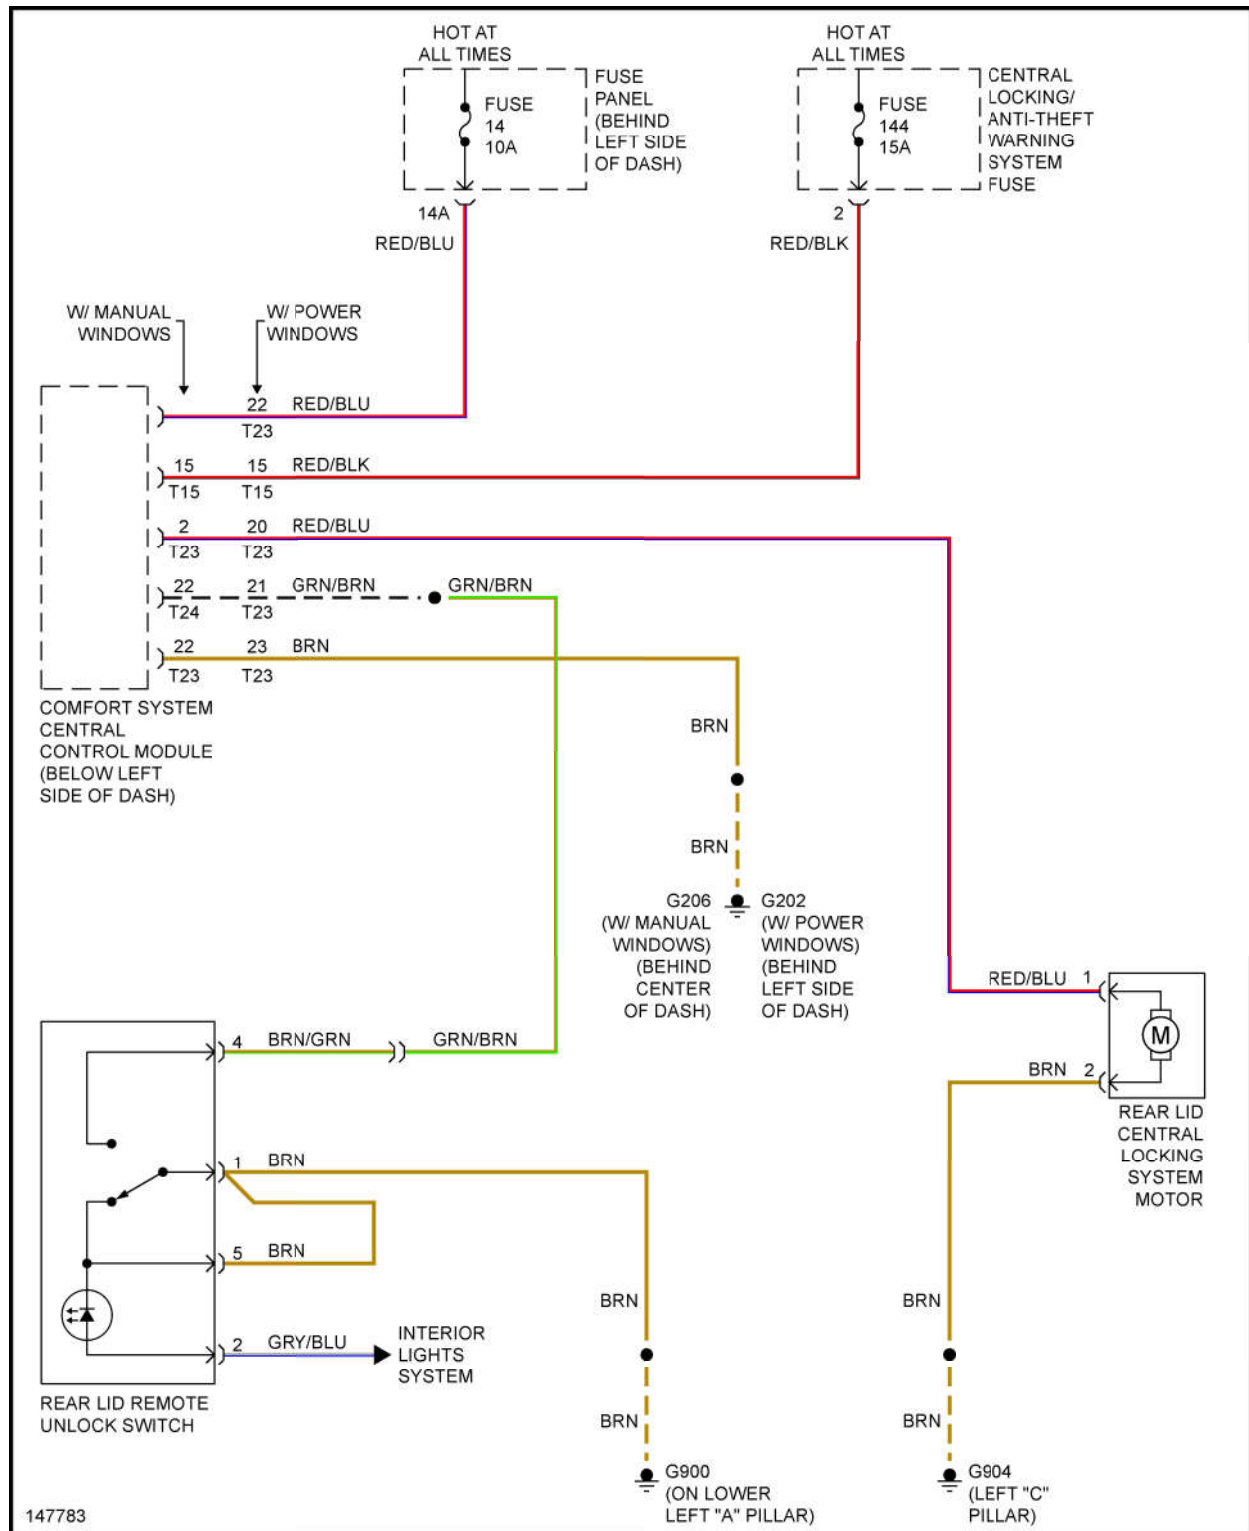 HOT AT
ALL TIMES
FUSE
14
10A
FUSE
PANEL
(BEHIND
LEFT SIDE
OF DASH)
14A
RED/BLU
HOT AT
ALL TIMES
FUSE
144
15A
CENTRAL
LOCKING/
ANTI-THEFT
WARNING
SYSTEM
FUSE
2
RED/BLK
W/ MANUAL
WINDOWS
W/ POWER
WINDOWS
22 RED/BLU
T23
15 15 RED/BLK
T15 T15
2 20 RED/BLU
T23 T23
22 21 GRN/BRN GRN/BRN
T24 T23
22 23 BRN
T23 T23
COMFORT SYSTEM
CENTRAL
CONTROL MODULE
(BELOW LEFT
SIDE OF DASH)
BRN
BRN
G206
(W/ MANUAL
WINDOWS)
(BEHIND
CENTER
OF DASH)
G202
(W/ POWER
WINDOWS)
(BEHIND
LEFT SIDE
OF DASH)
RED/BLU 1
M
BRN 2
REAR LID
CENTRAL
LOCKING
SYSTEM
MOTOR
4 BRN/GRN GRN/BRN
1 BRN
5 BRN
2 GRY/BLU
INTERIOR
LIGHTS
SYSTEM
REAR LID REMOTE
UNLOCK SWITCH
BRN
BRN
G900
(ON LOWER
LEFT "A" PILLAR)
BRN
BRN
G904
(LEFT "C"
PILLAR)
147783